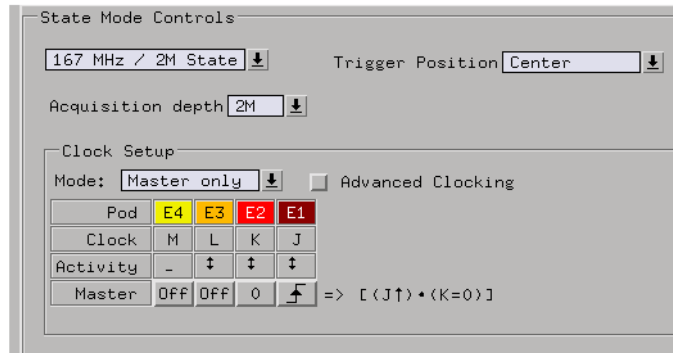 State Mode Controls
167 MHz / 2M State Trigger Position Center
Acquisition depth 2M
Clock Setup
Mode: Master only Advanced Clocking
Pod E4 E3 E2 E1
Clock M L K J
Activity - ↕ ↕ ↕
Master Off Off 0 => [(J↑)•(K=0)]